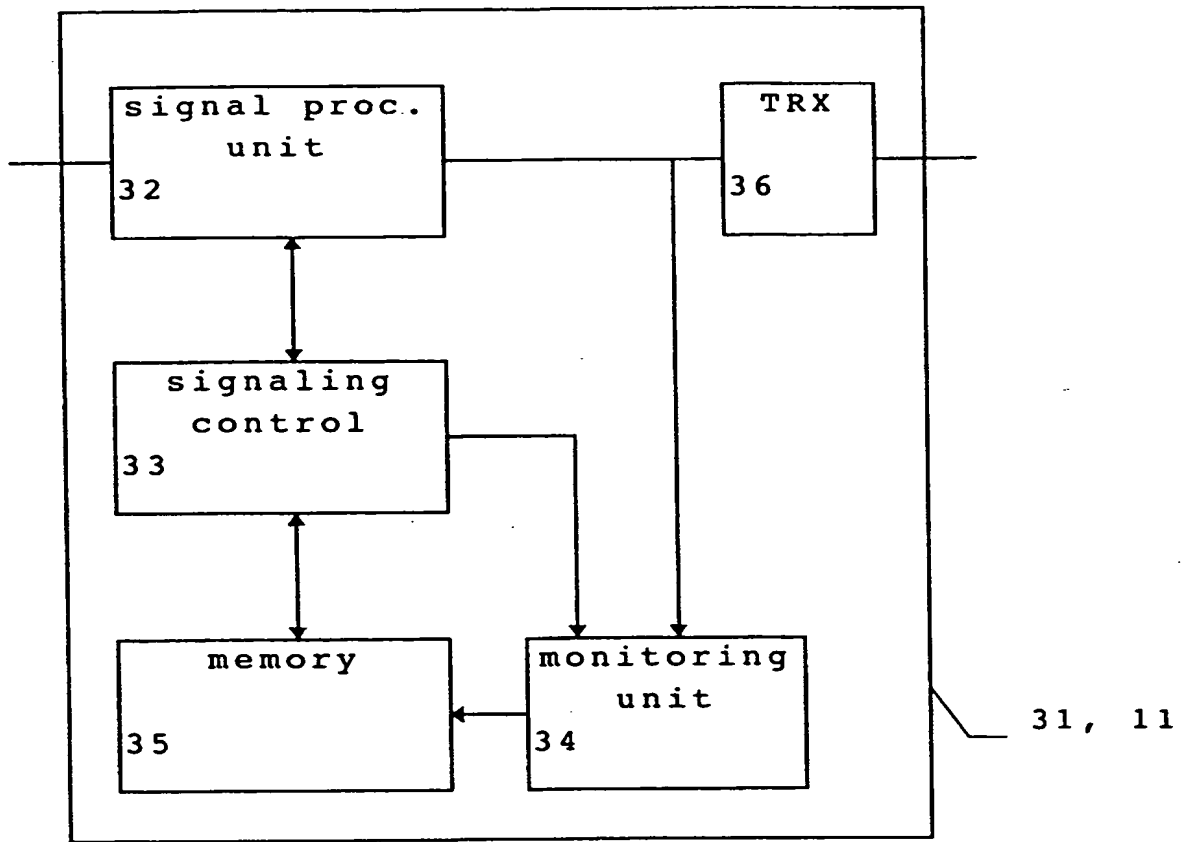 signal proc.
unit
32
TRX
36
signaling
control
33
memory
35
monitoring
unit
34
31, 11